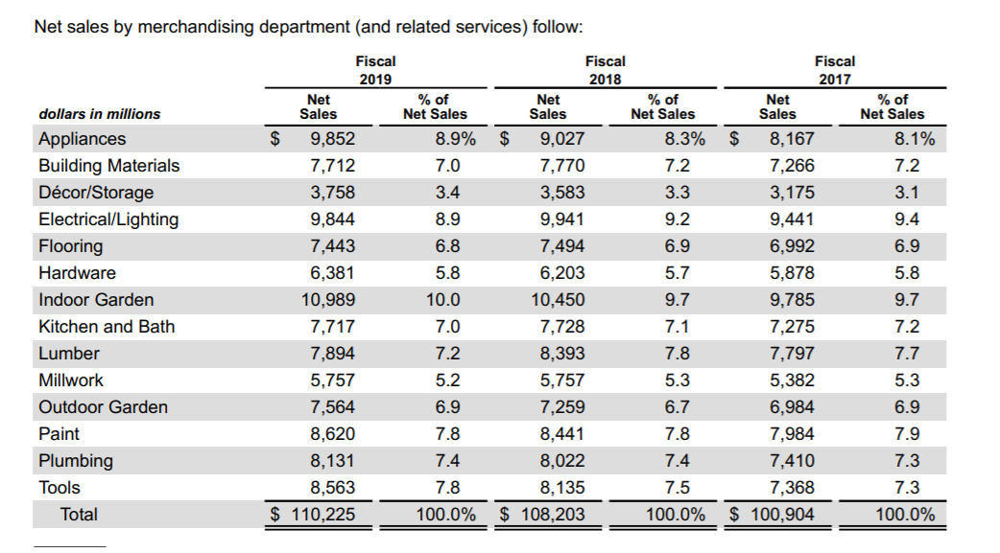 Net sales by merchandising department (and related services) follow:
Fiscal Fiscal Fiscal
2019 2018 2017
Net % of Net % of Net % of
dollars in millions Sales Net Sales Sales Net Sales Sales Net Sales
Appliances $ 9,852 8.9% $ 9,027 8.3% $ 8,167 8.1%
Building Materials 7,712 7.0 7,770 7.2 7,266 7.2
Décor/Storage 3,758 3.4 3,583 3.3 3,175 3.1
Electrical/Lighting 9,844 8.9 9,941 9.2 9,441 9.4
Flooring 7,443 6.8 7,494 6.9 6,992 6.9
Hardware 6,381 5.8 6,203 5.7 5,878 5.8
Indoor Garden 10,989 10.0 10,450 9.7 9,785 9.7
Kitchen and Bath 7,717 7.0 7,728 7.1 7,275 7.2
Lumber 7,894 7.2 8,393 7.8 7,797 7.7
Millwork 5,757 5.2 5,757 5.3 5,382 5.3
Outdoor Garden 7,564 6.9 7,259 6.7 6,984 6.9
Paint 8,620 7.8 8,441 7.8 7,984 7.9
Plumbing 8,131 7.4 8,022 7.4 7,410 7.3
Tools 8,563 7.8 8,135 7.5 7,368 7.3
Total $ 110,225 100.0% $ 108,203 100.0% $ 100,904 100.0%